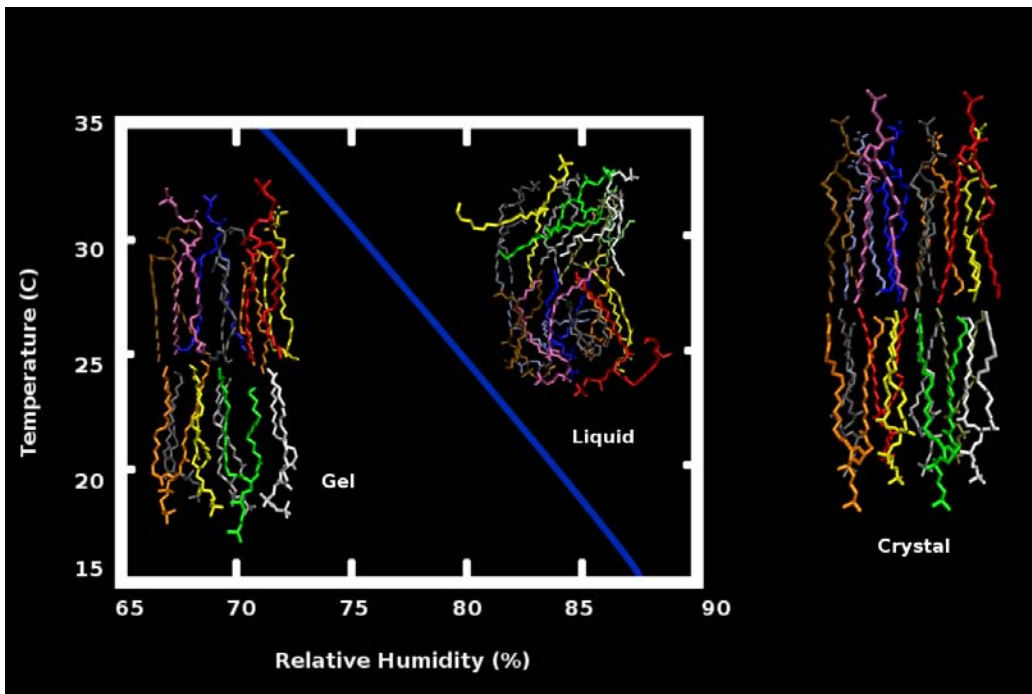 35
30
25
20
15
Temperature (C)
Gel
Liquid
Crystal
65 70 75 80 85 90
Relative Humidity (%)